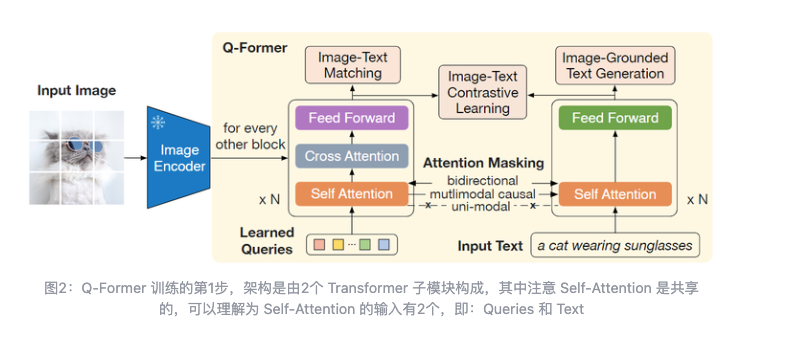 Q-Former
Image-Text
Matching
Image-Grounded
Text Generation
Image-Text
Contrastive
Learning
Input Image
Image
Encoder
for every
other block
Feed Forward
Cross Attention
Self Attention
x N
Attention Masking
bidirectional
mutlimodal causal
x uni-modal x
Feed Forward
Self Attention
x N
Learned
Queries
...
Input Text
a cat wearing sunglasses
图2：Q-Former 训练的第1步，架构是由2个 Transformer 子模块构成，其中注意 Self-Attention 是共享
的，可以理解为 Self-Attention 的输入有2个，即：Queries 和 Text